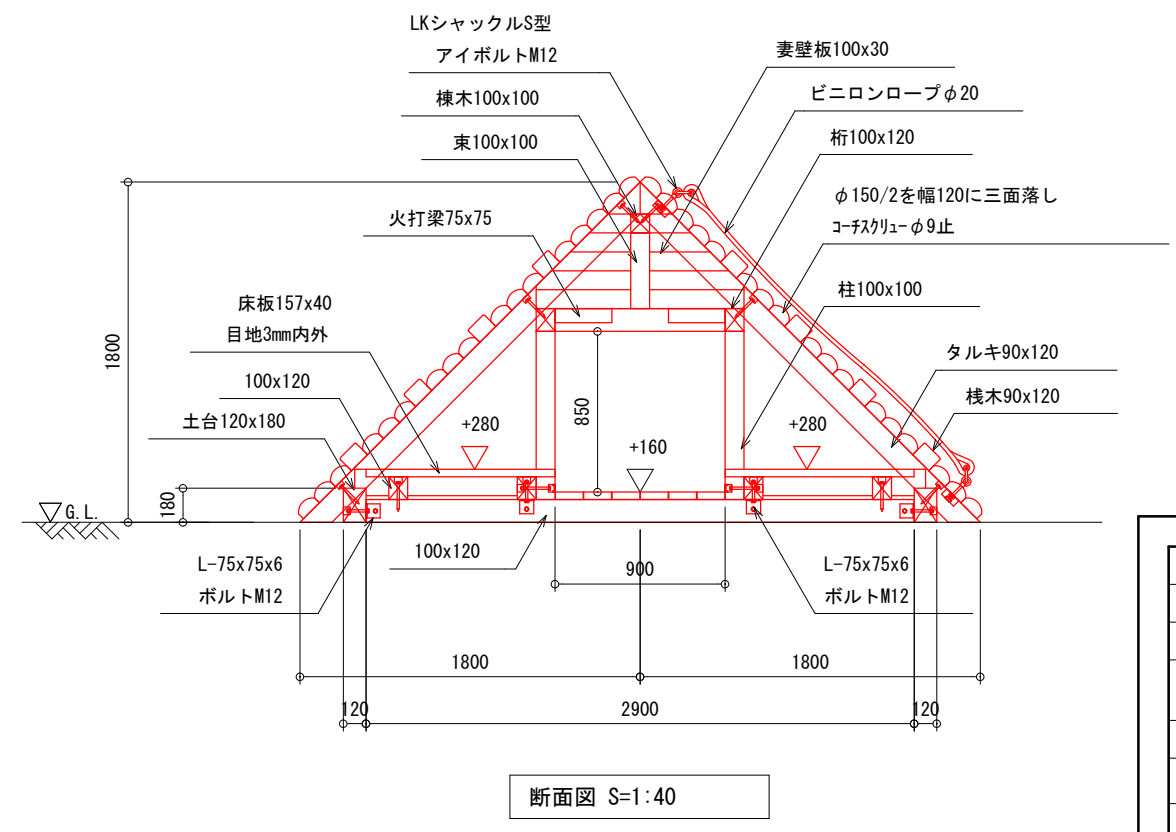 LKシャックルS型
アイボルトM12
棟木100x100
束100x100
火打梁75x75
床板157x40
目地3mm内外
100x120
土台120x180
妻壁板100x30
ビニロンロープφ20
桁100x120
φ150/2を幅120に三面落し
コーチスクリューφ9止
柱100x100
タルキ90x120
桟木90x120
1800
180
G.L.
+280
850
+160
+280
L-75x75x6
ボルトM12
100x120
900
L-75x75x6
ボルトM12
1800
1800
120
2900
120
断面図 S=1:40